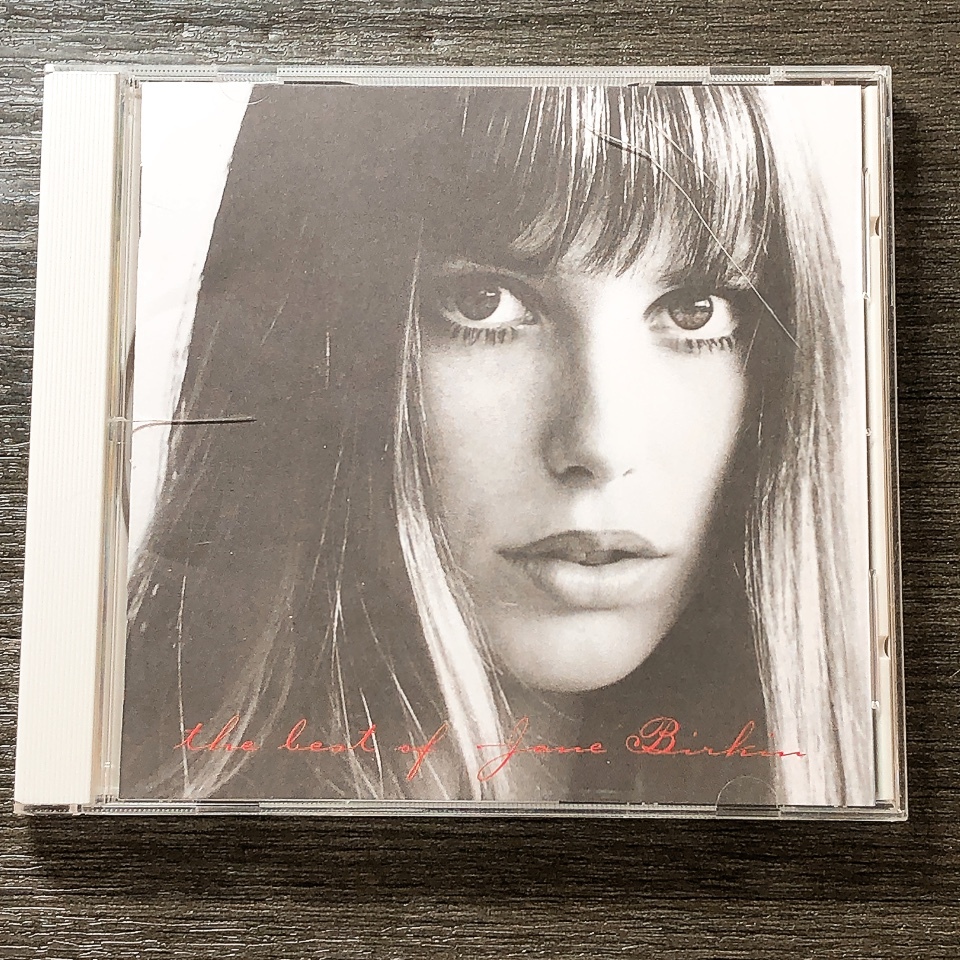 the best of Jane Birkin